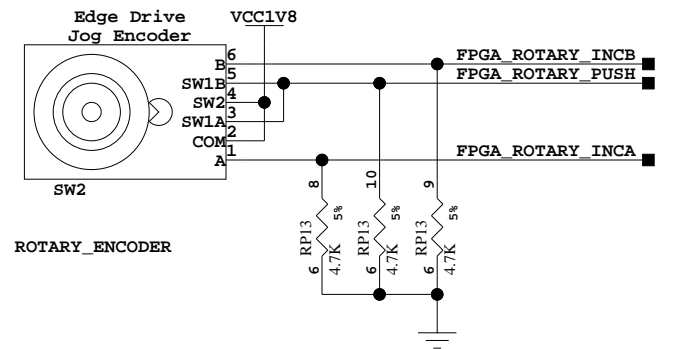 Edge Drive
Jog Encoder
VCC1V8
B 6 FPGA_ROTARY_INCB
SW1B 5 FPGA_ROTARY_PUSH
SW2 4
SW1A 3
COM 2
A 1 FPGA_ROTARY_INCA
SW2
8 10 9
5% 5% 5%
RP13 RP13 RP13
4.7K 4.7K 4.7K
6 6 6
ROTARY_ENCODER